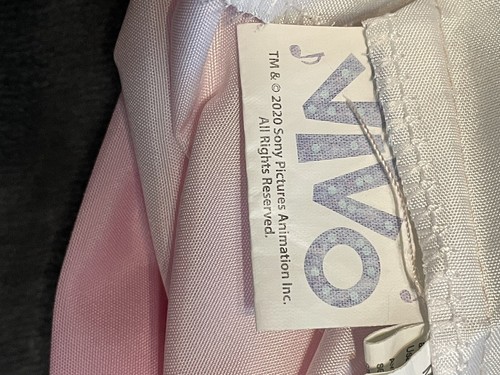 VIVO
TM & © 2020 Sony Pictures Animation Inc.
All Rights Reserved.